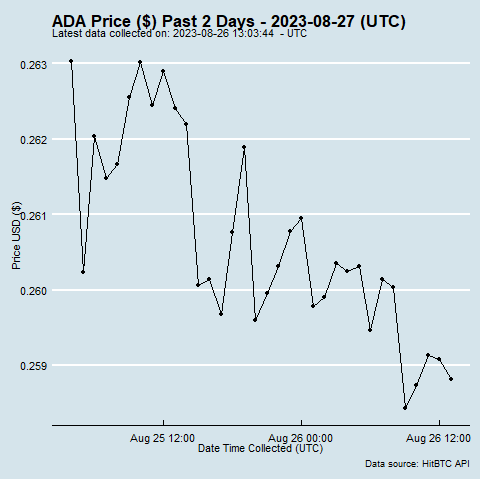 ADA Price ($) Past 2 Days - 2023-08-27 (UTC)
Latest data collected on: 2023-08-26 13:03:44 - UTC
0.263
0.262
0.261
0.260
0.259
Price USD ($)
Aug 25 12:00
Aug 26 00:00
Aug 26 12:00
Date Time Collected (UTC)
Data source: HitBTC API